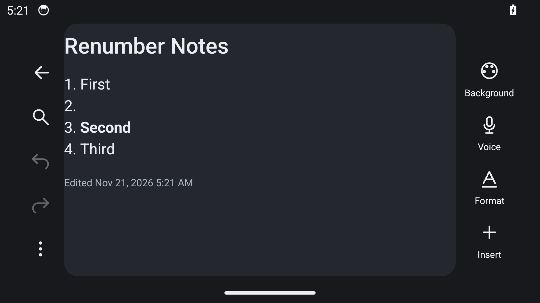 5:21
Renumber Notes
1. First
2.
3. Second
4. Third
Edited Nov 21, 2026 5:21 AM
Background
Voice
Format
Insert